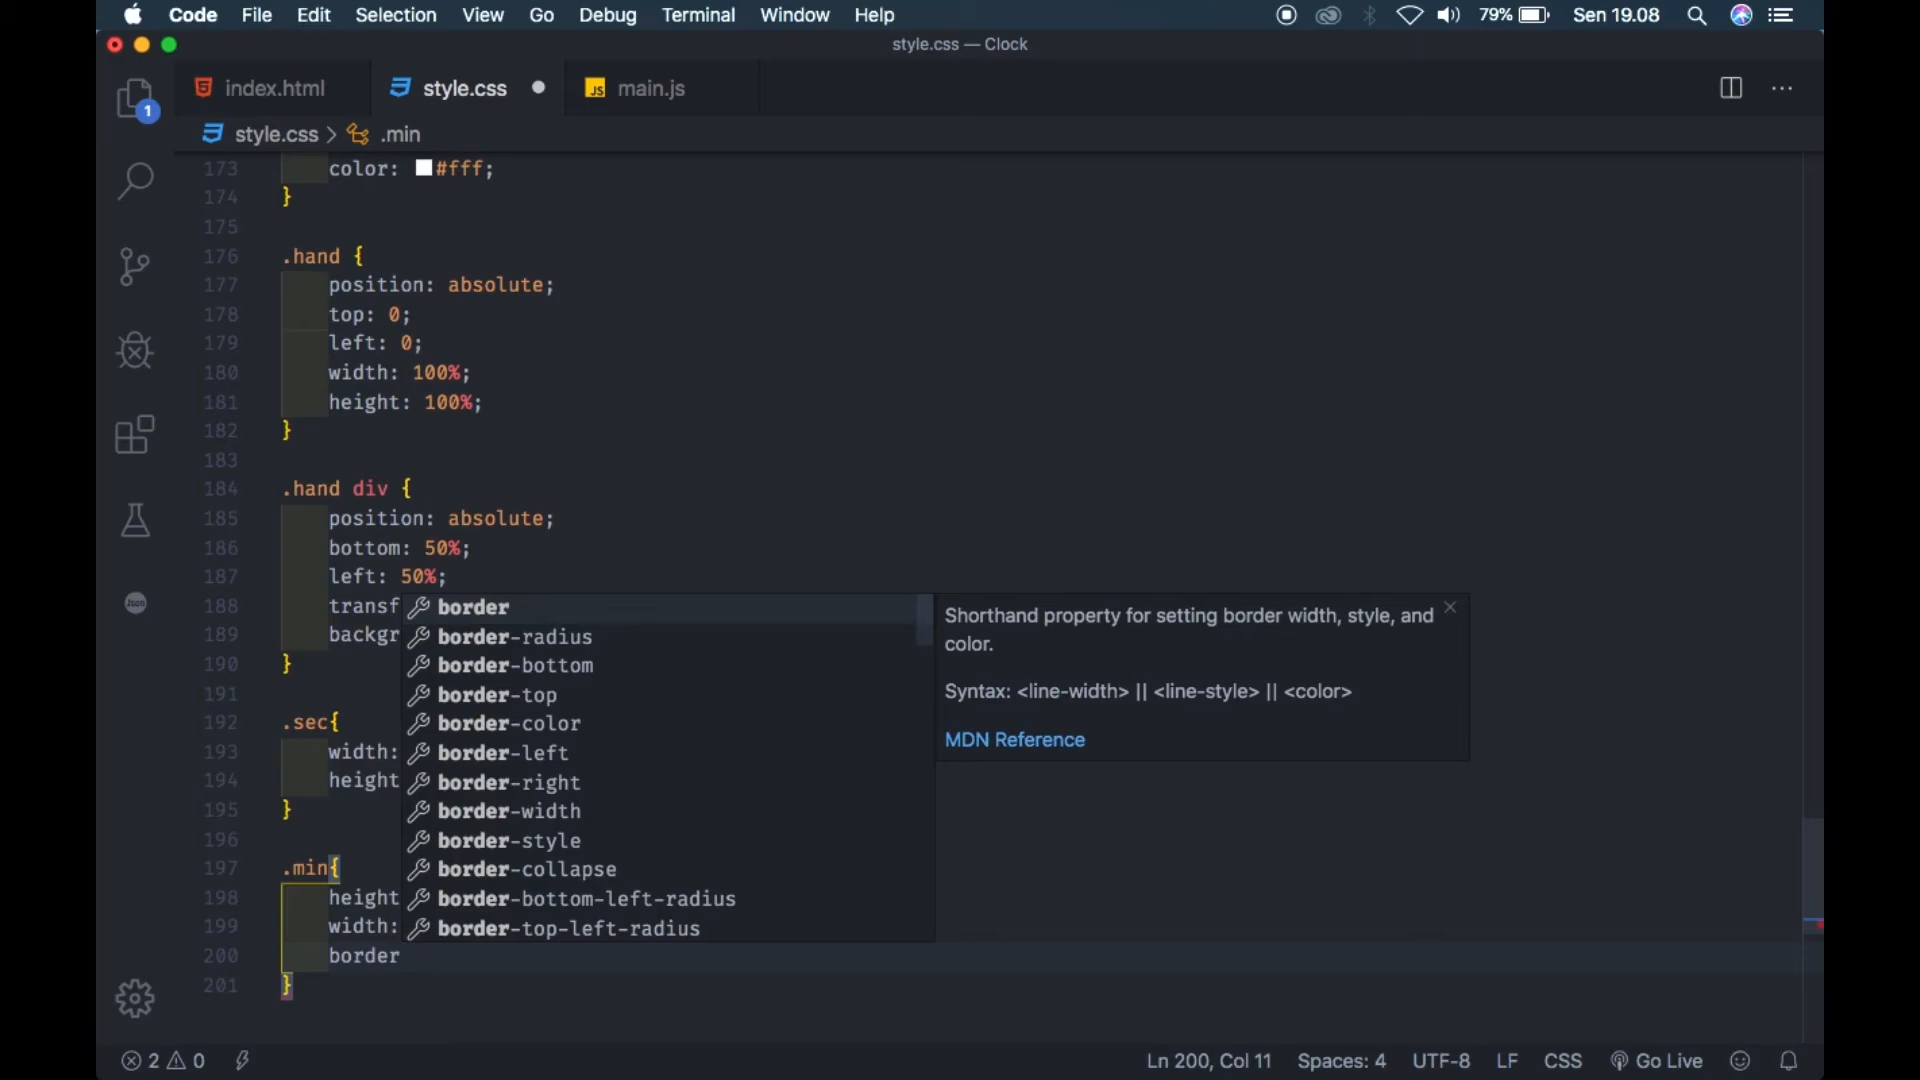 Code File Edit Selection View Go Debug Terminal Window Help 79% Sen 19.08
style.css — Clock
index.html style.css JS main.js
1
style.css > .min
173 color: #fff;
174 }
175
176 .hand {
177 position: absolute;
178 top: 0;
179 left: 0;
180 width: 100%;
181 height: 100%;
182 }
183
184 .hand div {
185 position: absolute;
186 bottom: 50%;
187 left: 50%;
188 transf
189 backgr
190 }
191
192 .sec{
193 width:
194 height
195 }
196
197 .min{
198 height
199 width:
200 border
201 }
border
border-radius
border-bottom
border-top
border-color
border-left
border-right
border-width
border-style
border-collapse
border-bottom-left-radius
border-top-left-radius
Shorthand property for setting border width, style, and
color.
Syntax: <line-width> || <line-style> || <color>
MDN Reference
Json
2 0 Ln 200, Col 11 Spaces: 4 UTF-8 LF CSS Go Live